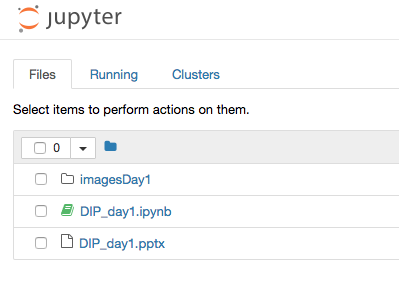 jupyter
Files Running Clusters
Select items to perform actions on them.
0
imagesDay1
DIP_day1.ipynb
DIP_day1.pptx